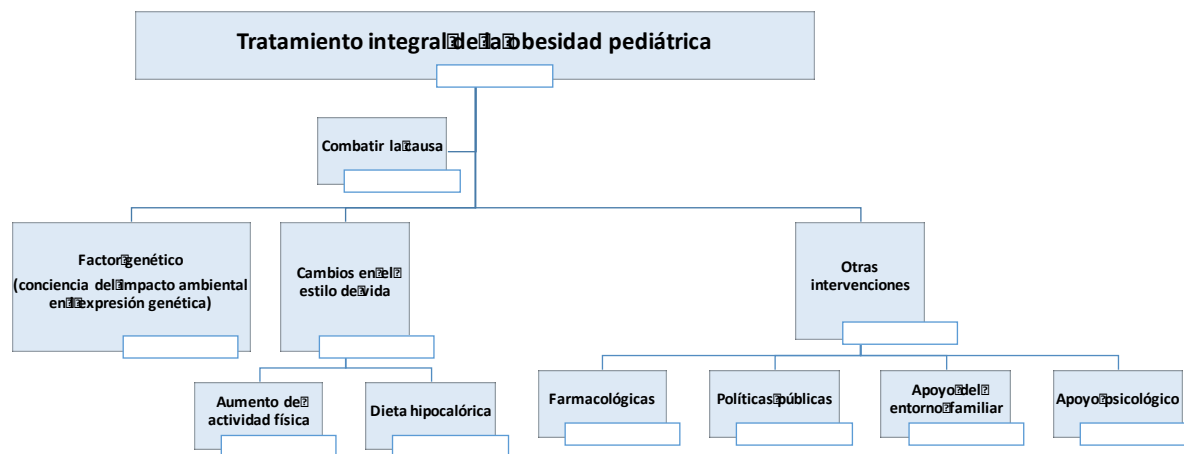 Tratamiento integral de la obesidad pediátrica
Combatir la causa
Factor genético
(conciencia del impacto ambiental
en expresión genética)
Cambios en el
estilo de vida
Otras
intervenciones
Aumento de
actividad física
Dieta hipocalórica
Farmacológicas
Políticas públicas
Apoyo del
entorno familiar
Apoyo psicológico